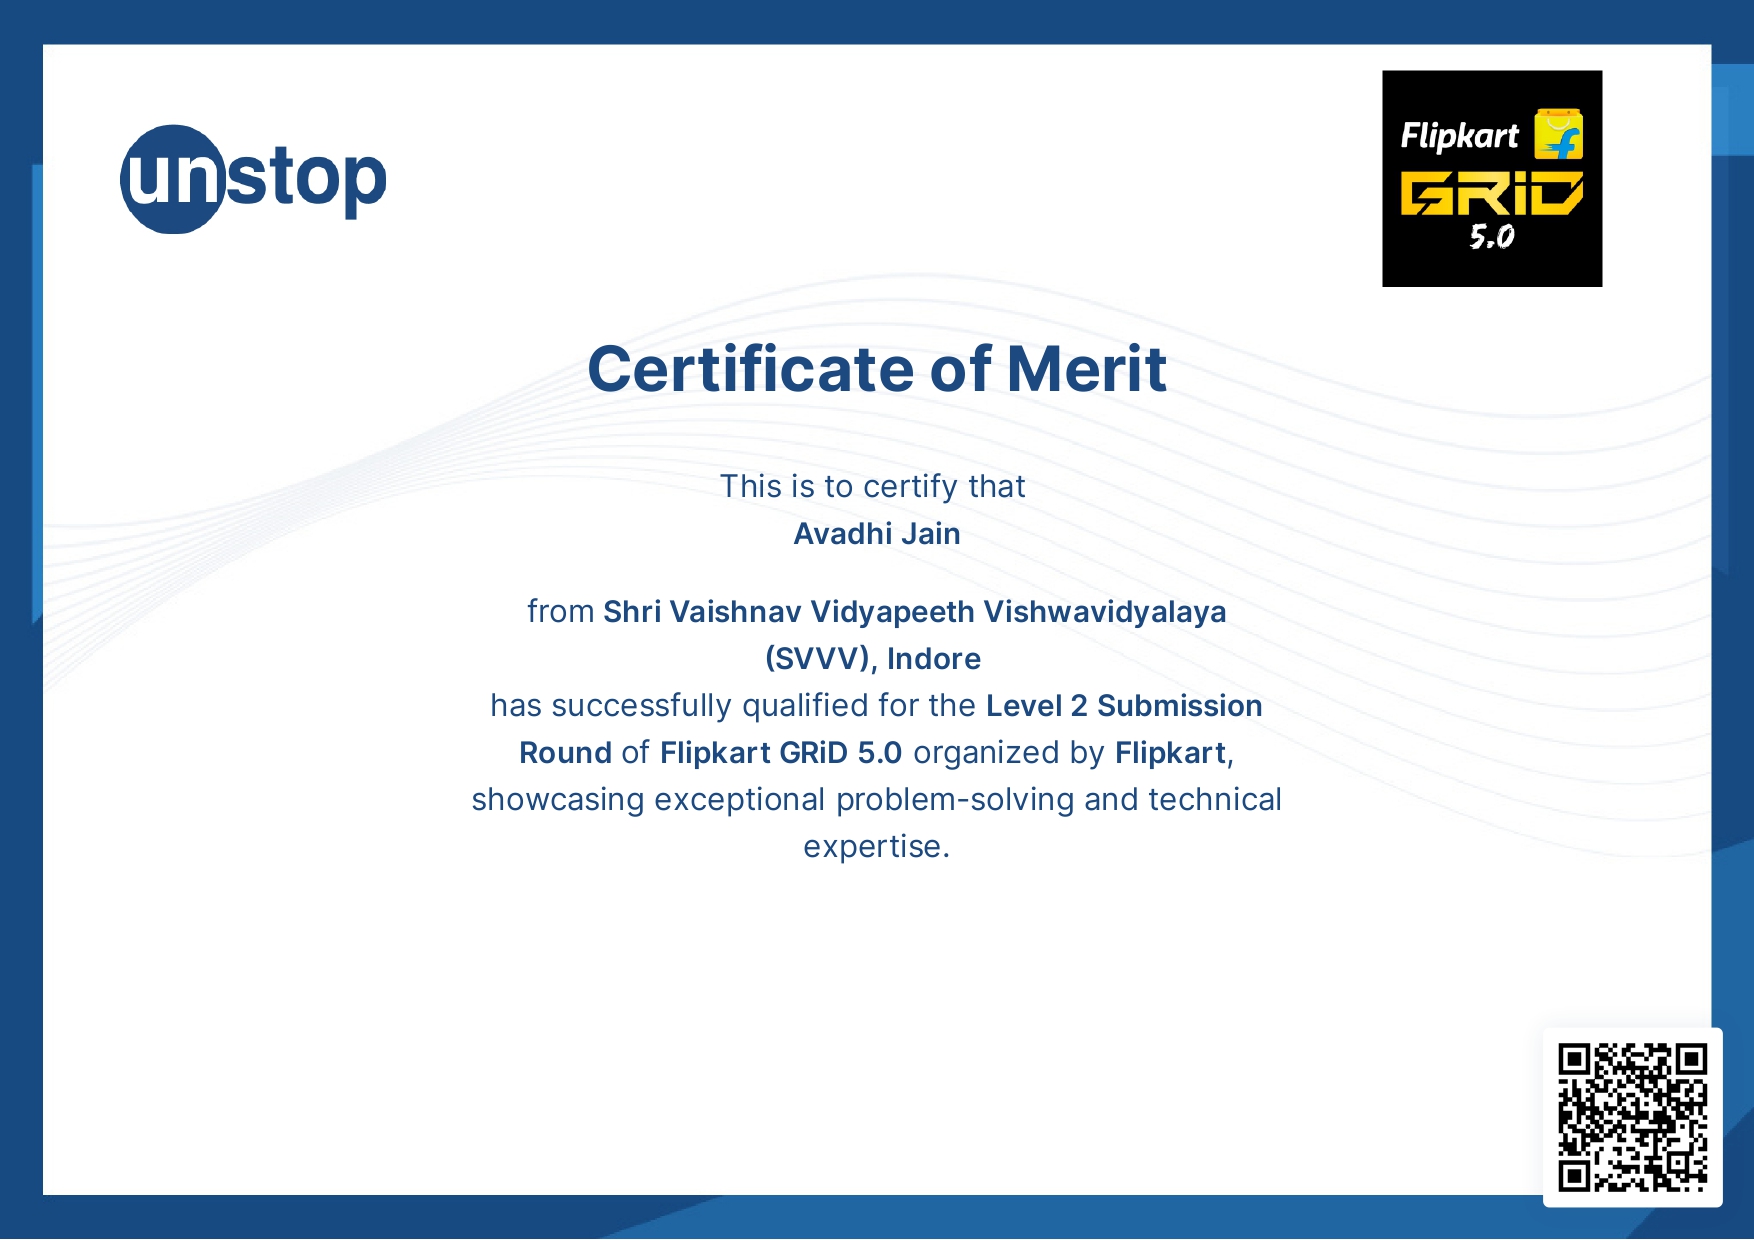 unstop
Flipkart
GRiD
5.0
Certificate of Merit
This is to certify that
Avadhi Jain
from Shri Vaishnav Vidyapeeth Vishwavidyalaya
(SVVV), Indore
has successfully qualified for the Level 2 Submission
Round of Flipkart GRiD 5.0 organized by Flipkart,
showcasing exceptional problem-solving and technical
expertise.